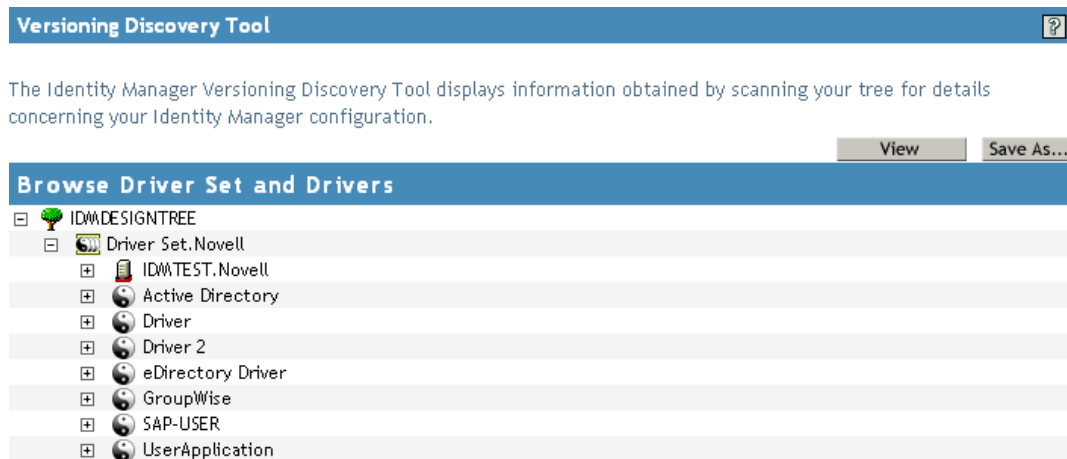 Versioning Discovery Tool
?
The Identity Manager Versioning Discovery Tool displays information obtained by scanning your tree for details
concerning your Identity Manager configuration.
View Save As...
Browse Driver Set and Drivers
IDMDESIGNTREE
Driver Set.Novell
IDMTEST.Novell
Active Directory
Driver
Driver 2
eDirectory Driver
GroupWise
SAP-USER
UserApplication